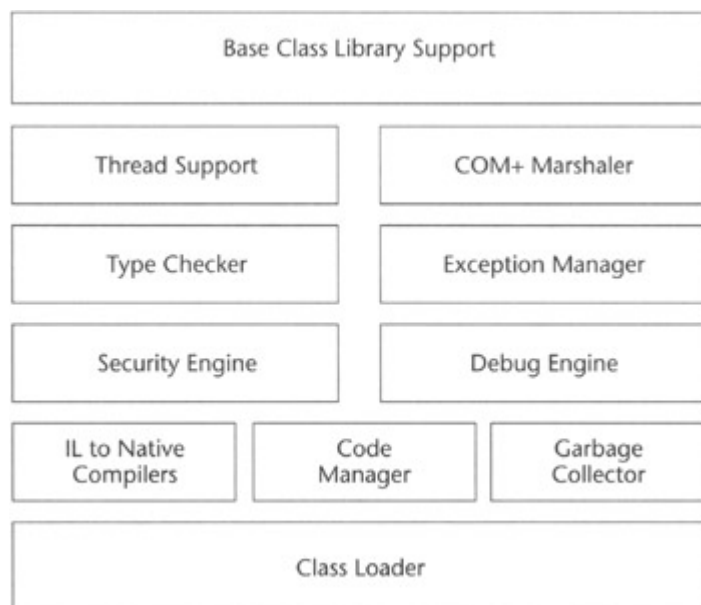 Base Class Library Support
Thread Support
COM+ Marshaler
Type Checker
Exception Manager
Security Engine
Debug Engine
IL to Native
Compilers
Code
Manager
Garbage
Collector
Class Loader